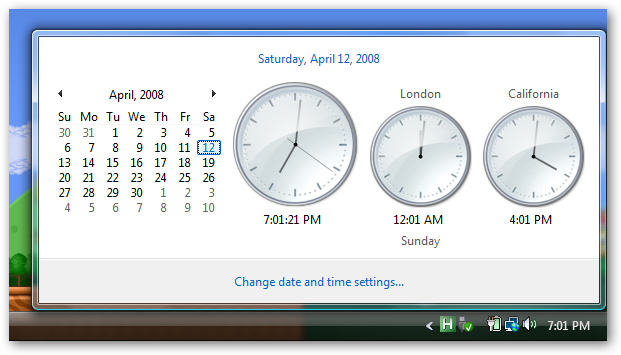 Saturday, April 12, 2008
April, 2008
Su Mo Tu We Th Fr Sa
30 31 1 2 3 4 5
6 7 8 9 10 11 12
13 14 15 16 17 18 19
20 21 22 23 24 25 26
27 28 29 30 1 2 3
4 5 6 7 8 9 10
7:01:21 PM
London
12:01 AM
Sunday
California
4:01 PM
Change date and time settings...
H
7:01 PM